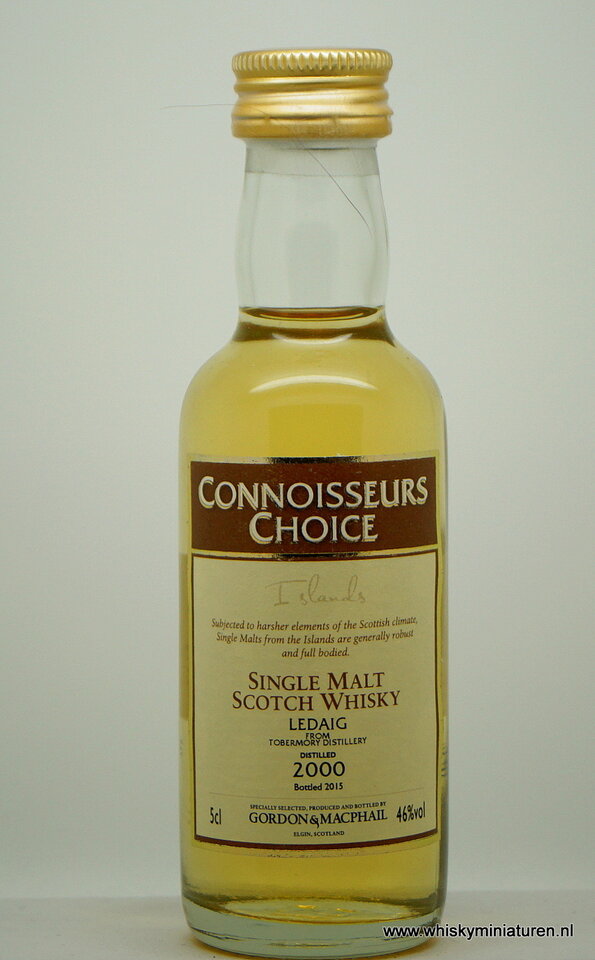 CONNOISSEURS
CHOICE
Islands
Subjected to harsher elements of the Scottish climate,
Single Malts from the Islands are generally robust
and full bodied.
SINGLE MALT
SCOTCH WHISKY
LEDAIG
FROM
TOBERMORY DISTILLERY
DISTILLED
2000
Bottled 2015
SPECIALLY SELECTED, PRODUCED AND BOTTLED BY
5cl GORDON & MACPHAIL 46%vol
ELGIN, SCOTLAND
www.whiskyminiaturen.nl